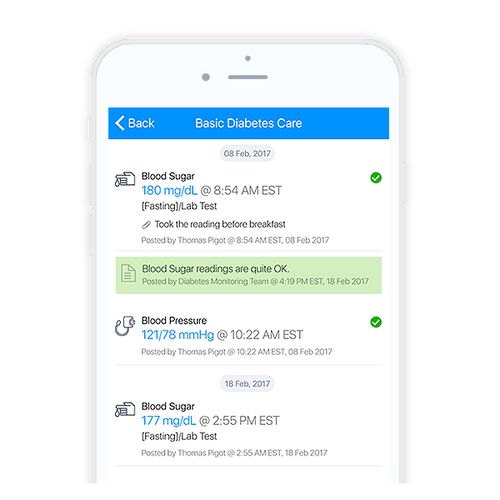 Back
Basic Diabetes Care
08 Feb, 2017
Blood Sugar
180 mg/dL @ 8:54 AM EST
[Fasting]/Lab Test
Took the reading before breakfast
Posted by Thomas Pigot @ 8:54 AM EST, 08 Feb 2017
Blood Sugar readings are quite OK.
Posted by Diabetes Monitoring Team @ 4:19 PM EST, 18 Feb 2017
Blood Pressure
121/78 mmHg @ 10:22 AM EST
Posted by Thomas Pigot @ 10:22 AM EST, 08 Feb 2017
18 Feb, 2017
Blood Sugar
177 mg/dL @ 2:55 PM EST
[Fasting]/Lab Test
Posted by Thomas Pigot @ 2:55 AM EST, 18 Feb 2017